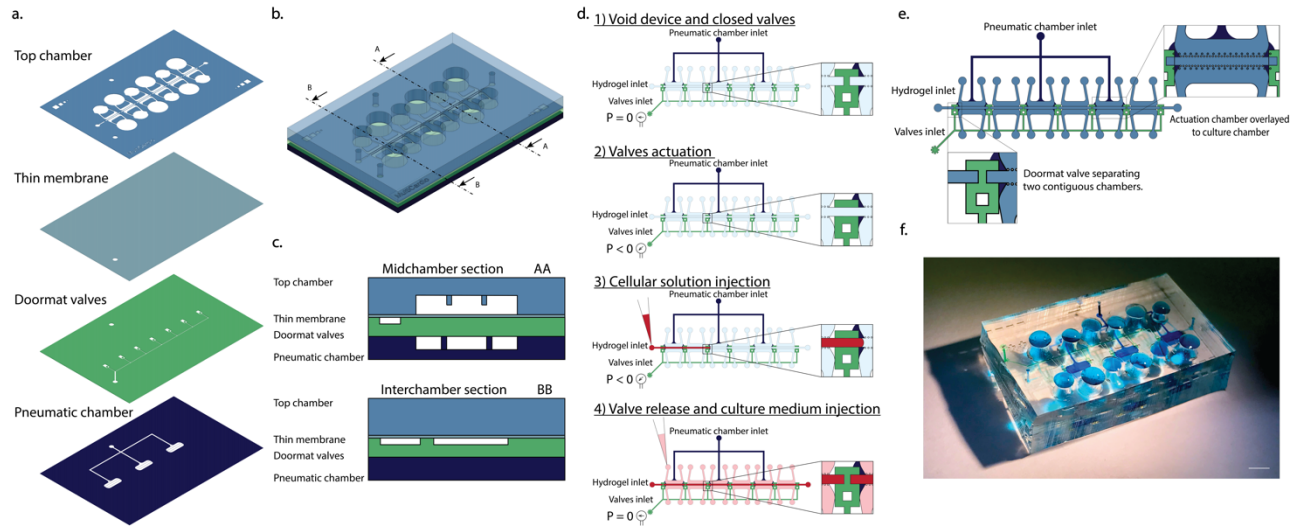 a.
Top chamber
Thin membrane
Doormat valves
Pneumatic chamber
b.
A
B
A
B
c.
Midchamber section AA
Top chamber
Thin membrane
Doormat valves
Pneumatic chamber
Interchamber section BB
Top chamber
Thin membrane
Doormat valves
Pneumatic chamber
d.
1) Void device and closed valves
Pneumatic chamber inlet
Hydrogel inlet
Valves inlet
P = 0
2) Valves actuation
Pneumatic chamber inlet
Hydrogel inlet
Valves inlet
P < 0
3) Cellular solution injection
Pneumatic chamber inlet
Hydrogel inlet
Valves inlet
P < 0
4) Valve release and culture medium injection
Pneumatic chamber inlet
Hydrogel inlet
Valves inlet
P = 0
e.
Pneumatic chamber inlet
Hydrogel inlet
Valves inlet
Actuation chamber overlayed
to culture chamber
Doormat valve separating
two contiguous chambers.
f.